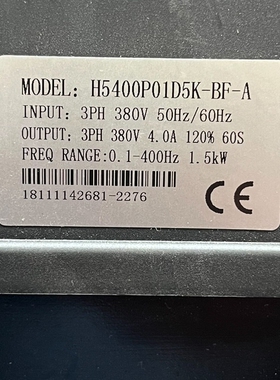 MODEL: H5400P01D5K-BF-A
INPUT: 3PH 380V 50Hz/60Hz
OUTPUT: 3PH 380V 4.0A 120% 60S
FREQ RANGE:0.1-400Hz 1.5kW
18111142681-2276
CE